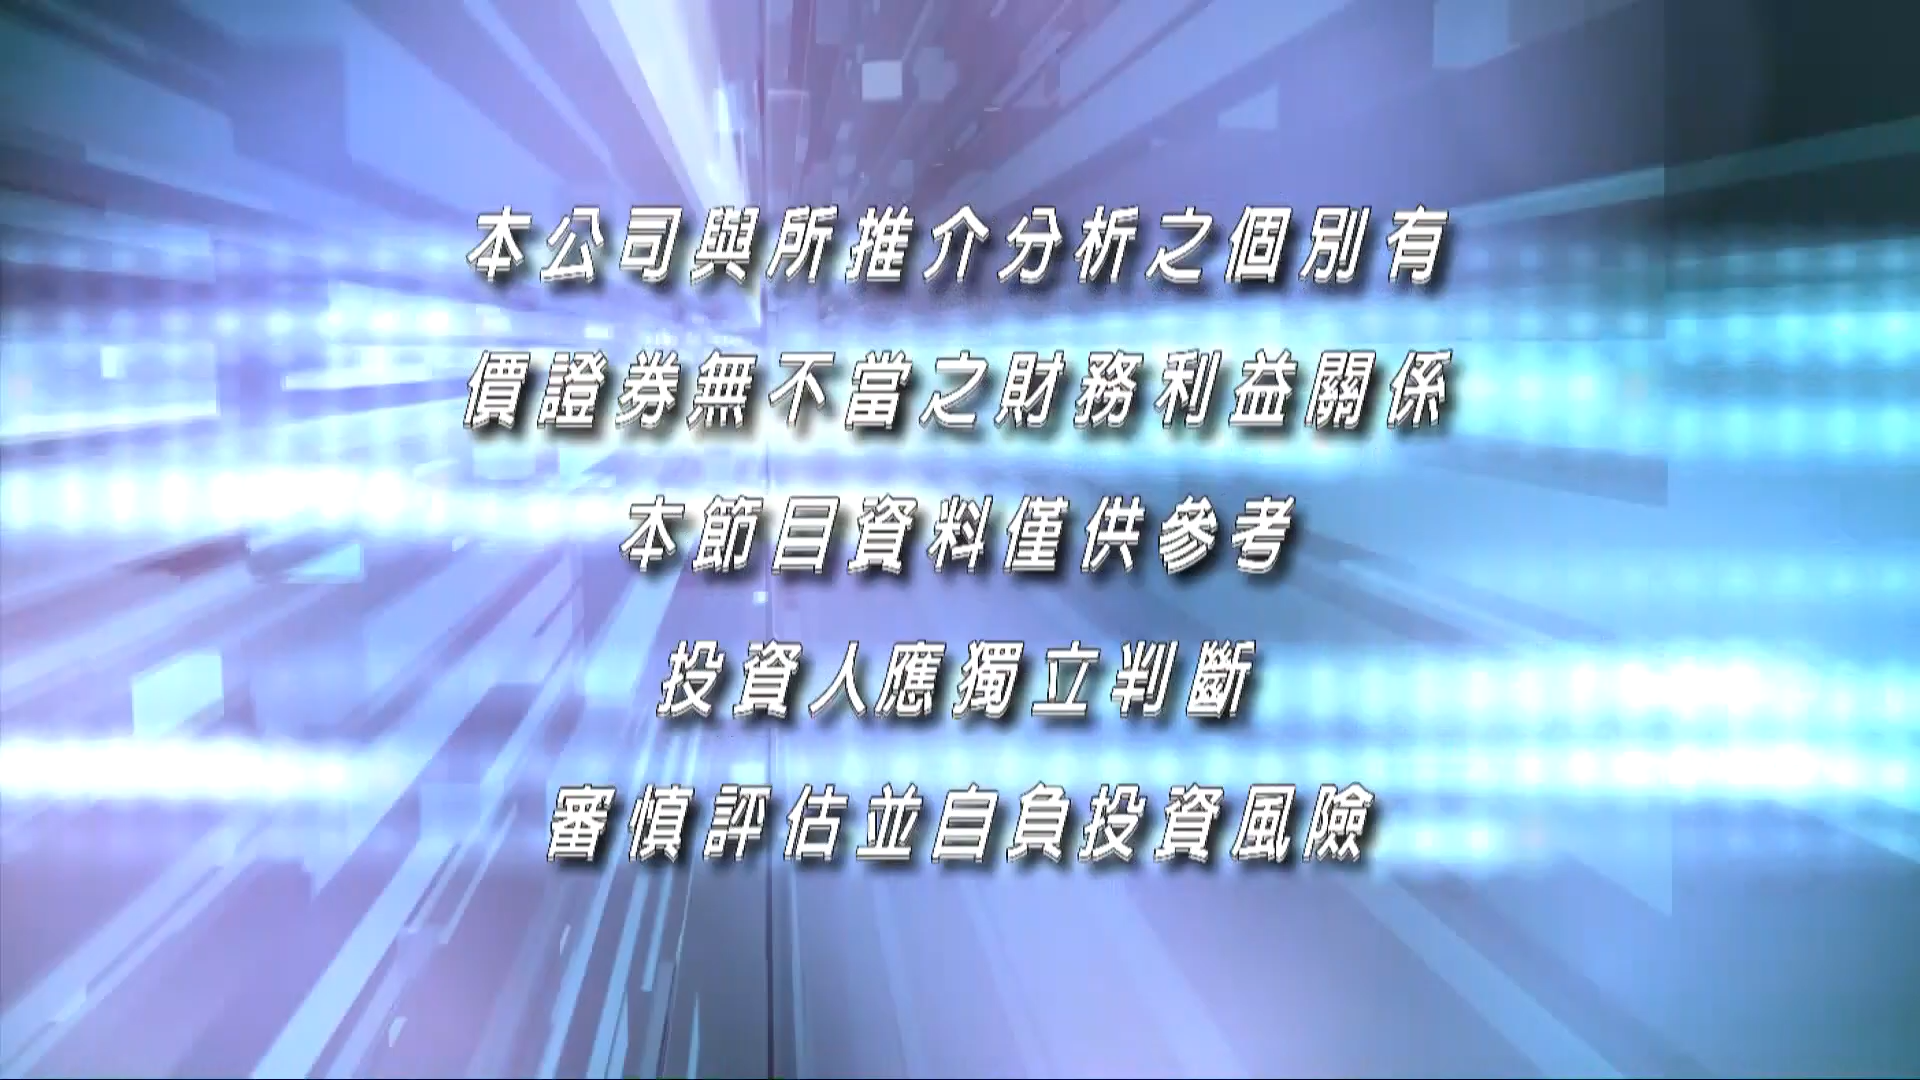 本公司與所推介分析之個別有
價證券無不當之財務利益關係
本節目資料僅供參考
投資人應獨立判斷
審慎評估並自負投資風險